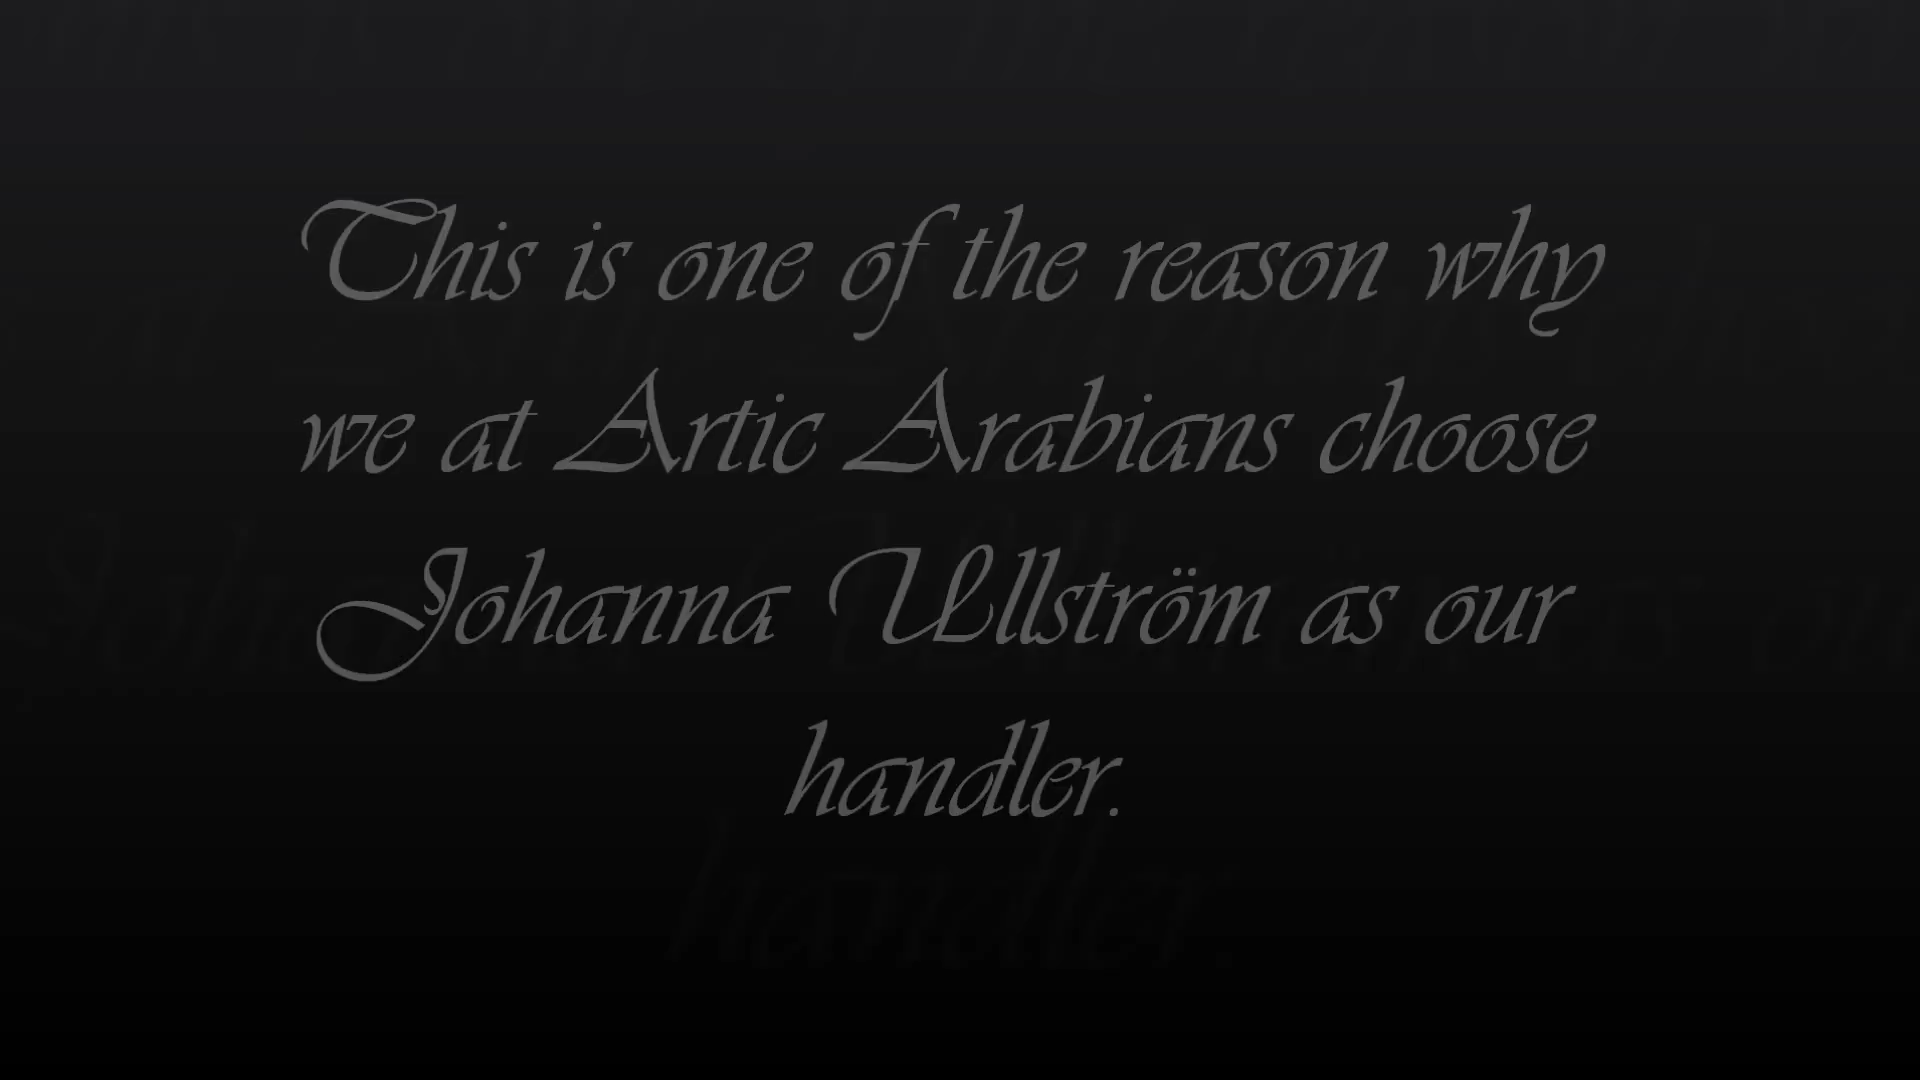 This is one of the reason why
we at Artic Arabians choose
Johanna Ullström as our
handler.